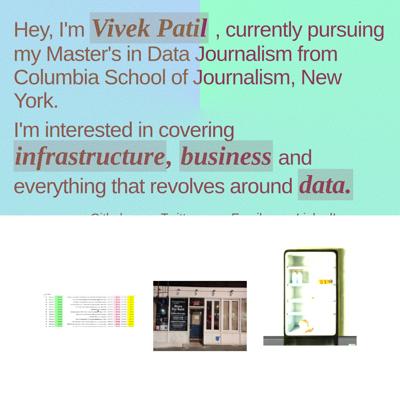 Hey, I'm Vivek Patil , currently pursuing
my Master's in Data Journalism from
Columbia School of Journalism, New
York.
I'm interested in covering
infrastructure, business and
everything that revolves around data.